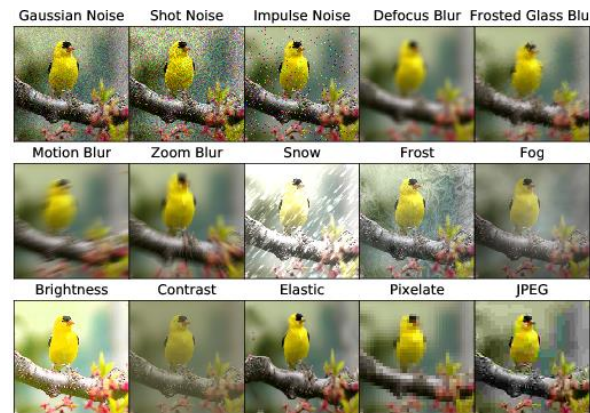 Gaussian Noise Shot Noise Impulse Noise Defocus Blur Frosted Glass Blu
Motion Blur Zoom Blur Snow Frost Fog
Brightness Contrast Elastic Pixelate JPEG